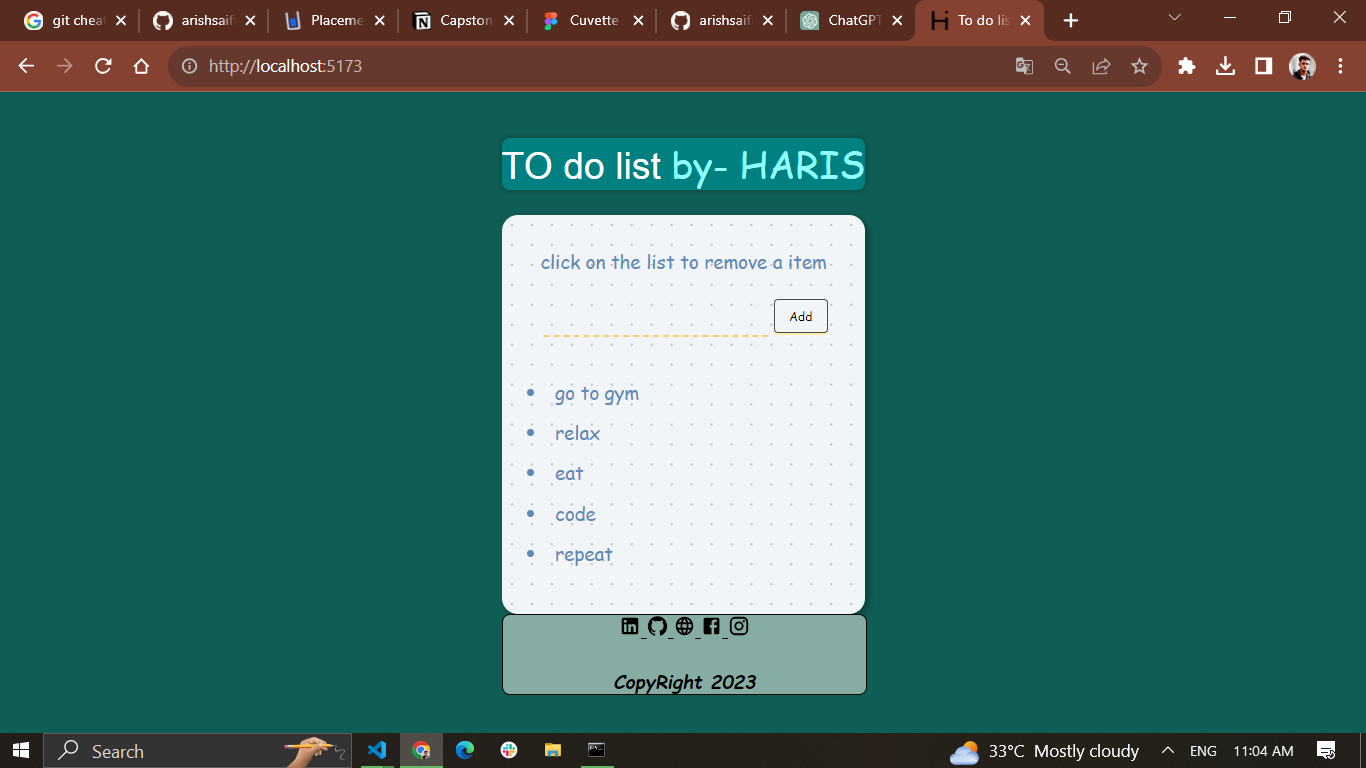 git chea
arishsaifi
Placeme
Capston
Cuvette
arishsaif
ChatGPT
To do lis
http://localhost:5173
TO do list by- HARIS
click on the list to remove a item
Add
go to gym
relax
eat
code
repeat
CopyRight 2023
Search
33°C Mostly cloudy
ENG
11:04 AM